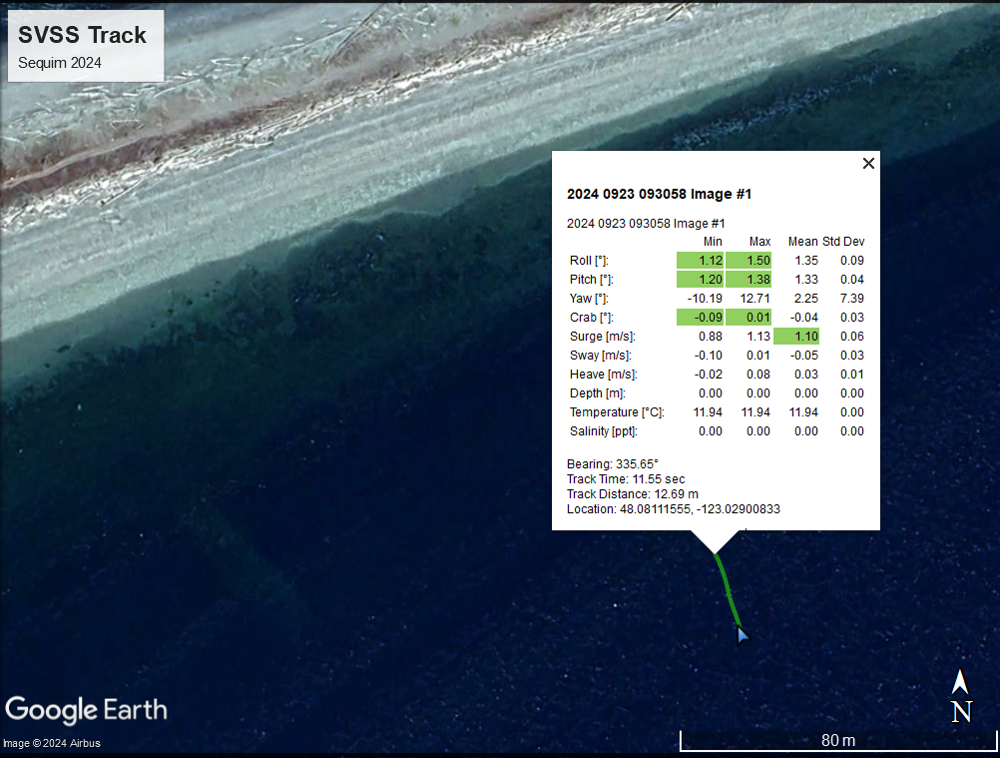 SVSS Track
Sequim 2024
2024 0923 093058 Image #1
2024 0923 093058 Image #1
Min Max Mean Std Dev
Roll [°]: 1.12 1.50 1.35 0.09
Pitch [°]: 1.20 1.38 1.33 0.04
Yaw [°]: -10.19 12.71 2.25 7.39
Crab [°]: -0.09 0.01 -0.04 0.03
Surge [m/s]: 0.88 1.13 1.10 0.06
Sway [m/s]: -0.10 0.01 -0.05 0.03
Heave [m/s]: -0.02 0.08 0.03 0.01
Depth [m]: 0.00 0.00 0.00 0.00
Temperature [°C]: 11.94 11.94 11.94 0.00
Salinity [ppt]: 0.00 0.00 0.00 0.00
Bearing: 335.65°
Track Time: 11.55 sec
Track Distance: 12.69 m
Location: 48.08111555, -123.02900833
N
Google Earth
80 m
Image © 2024 Airbus